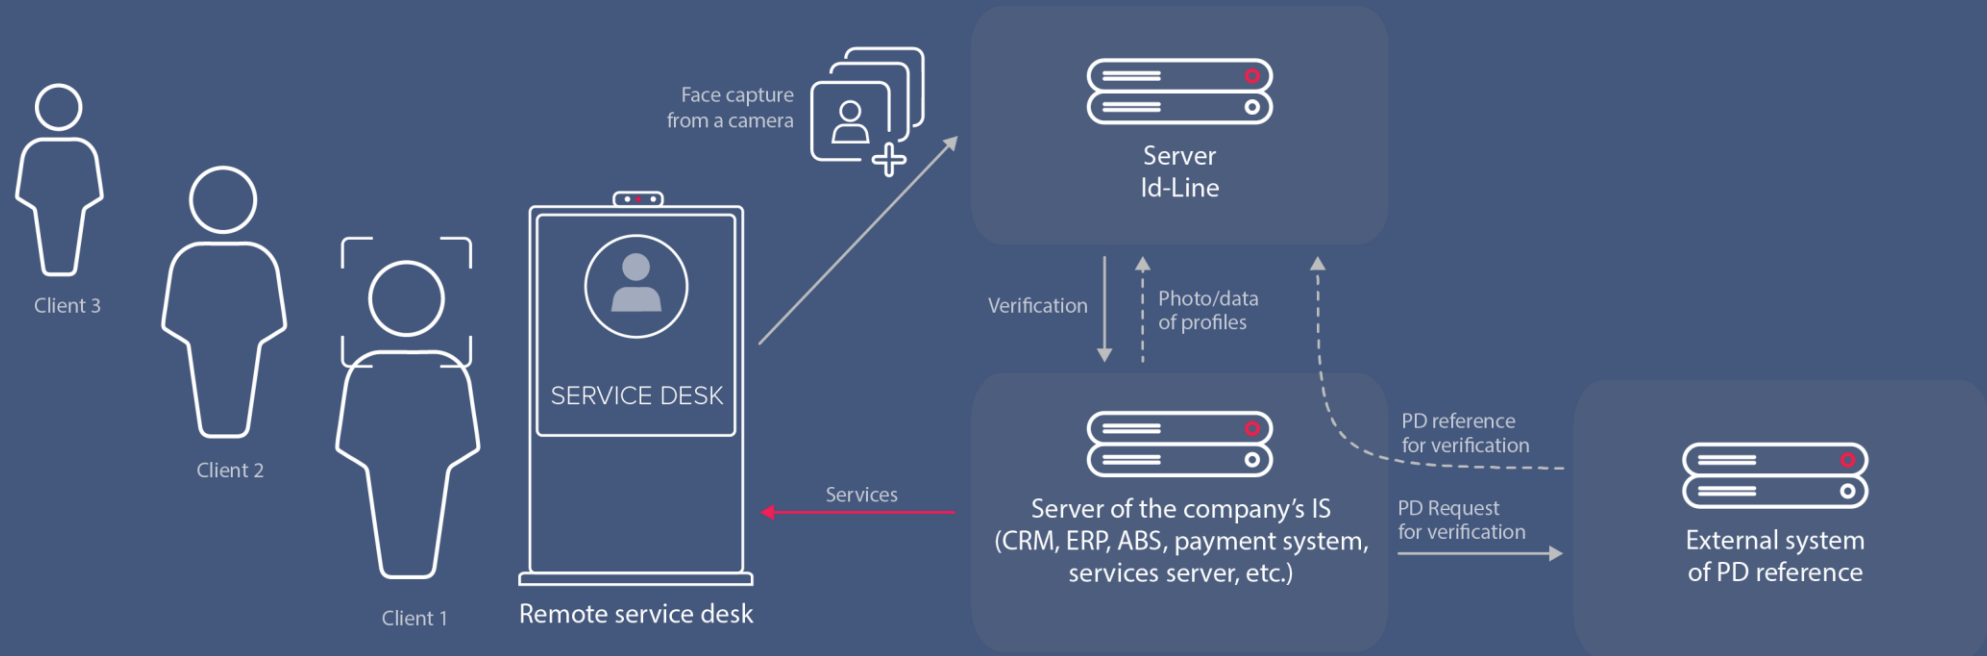 Face capture
from a camera
Server
Id-Line
Client 3
Verification
Photo/data
of profiles
SERVICE DESK
Client 2
PD reference
for verification
Services
Server of the company’s IS
(CRM, ERP, ABS, payment system,
services server, etc.)
PD Request
for verification
External system
of PD reference
Client 1
Remote service desk